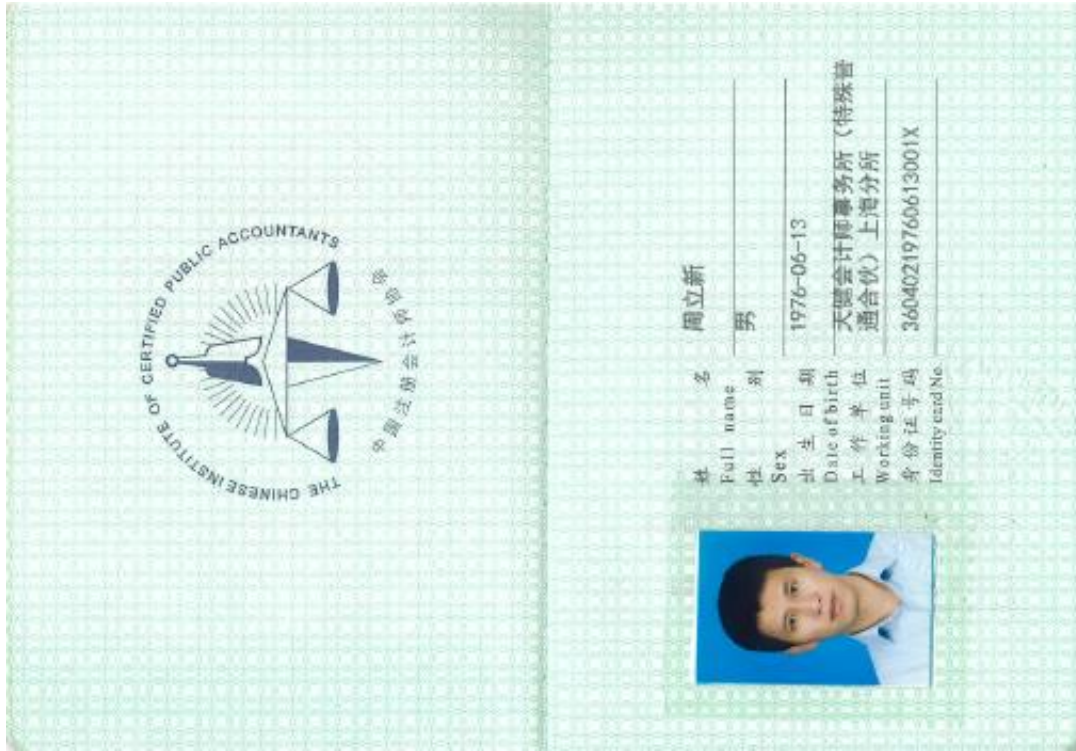 THE CHINESE INSTITUTE OF CERTIFIED PUBLIC ACCOUNTANTS
中国注册会计师协会
姓 名 周立新
Full name
性 别 男
Sex
出 生 日 期 1976-06-13
Date of birth
工 作 单 位 天健会计师事务所（特殊普
Working unit 通合伙）上海分所
身 份 证 号 码 36040219760613001X
Identity card No.